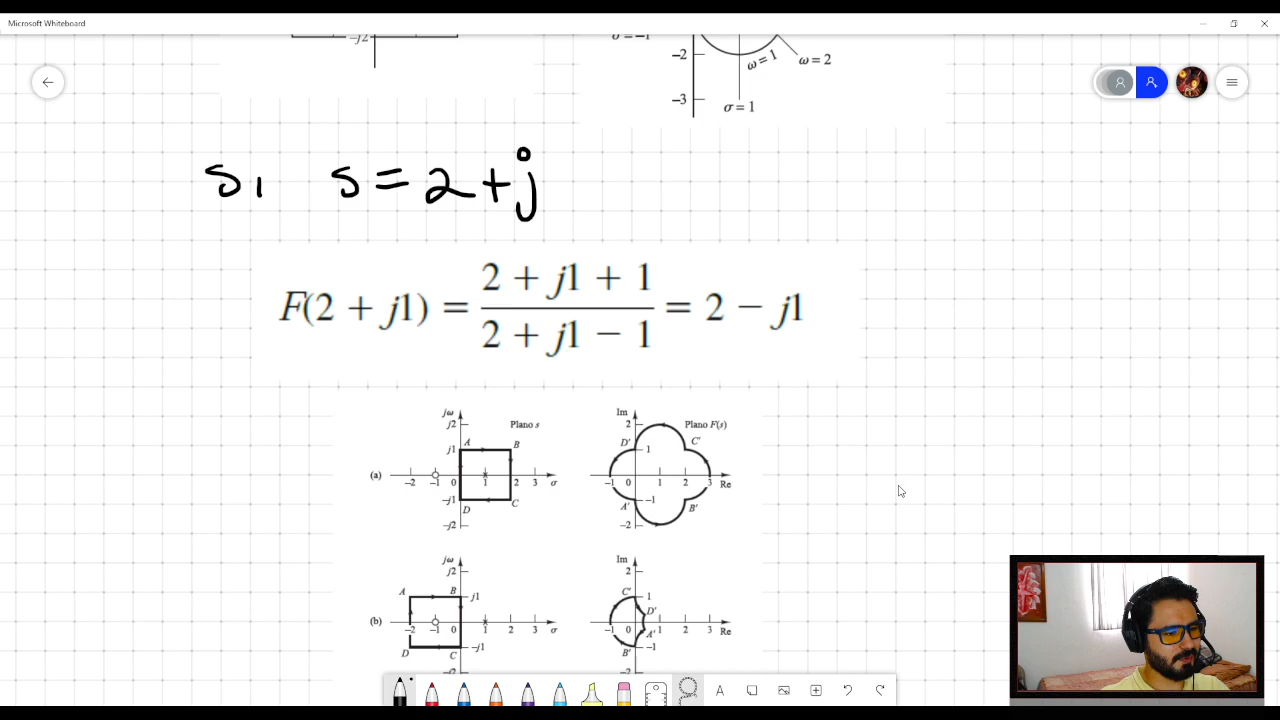 Microsoft Whiteboard
−j2
σ = −1
−2
ω = 1
ω = 2
−3
σ = 1
si s = 2 + j
F(2 + j1) = (2 + j1 + 1) / (2 + j1 − 1) = 2 − j1
jω Im
j2 Plano s 2 Plano F(s)
A B D' C'
j1 1
(a) −2 −1 0 1 2 3 σ −1 0 1 2 3 Re
−j1 C −1
D A' B'
−j2 −2
jω Im
j2 2
A B C'
j1 1
D'
(b) −2 −1 0 1 2 3 σ −1 0 1 2 3 Re
A'
−j1 −1
D C B'
−j2 −2
A